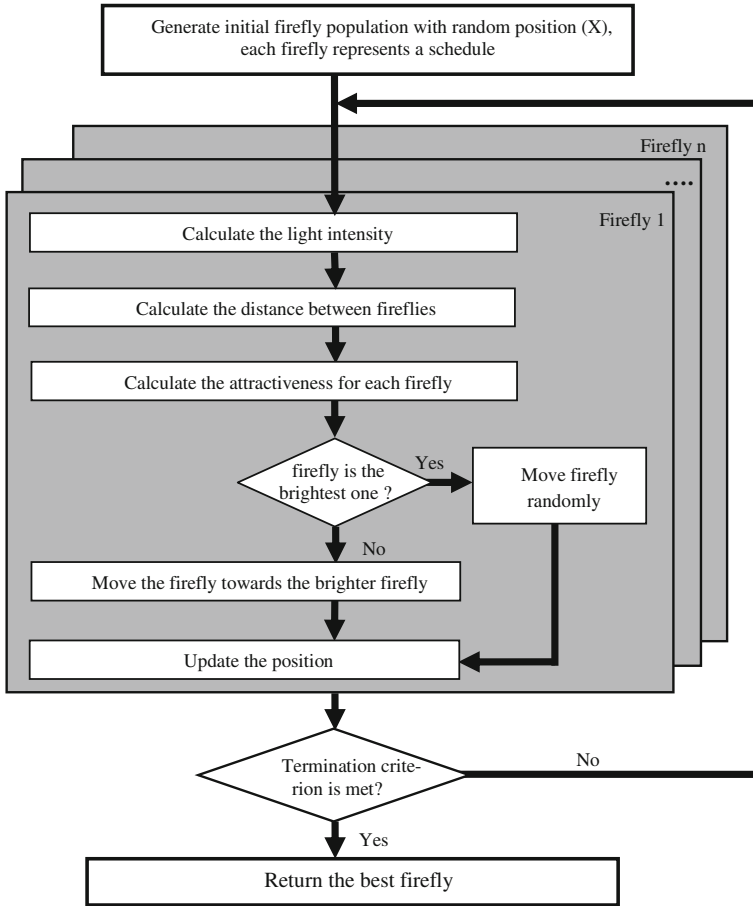 Generate initial firefly population with random position (X),
each firefly represents a schedule
Firefly n
....
Firefly 1
Calculate the light intensity
Calculate the distance between fireflies
Calculate the attractiveness for each firefly
firefly is the
brightest one ?
Yes
Move firefly
randomly
No
Move the firefly towards the brighter firefly
Update the position
Termination crite-
rion is met?
No
Yes
Return the best firefly